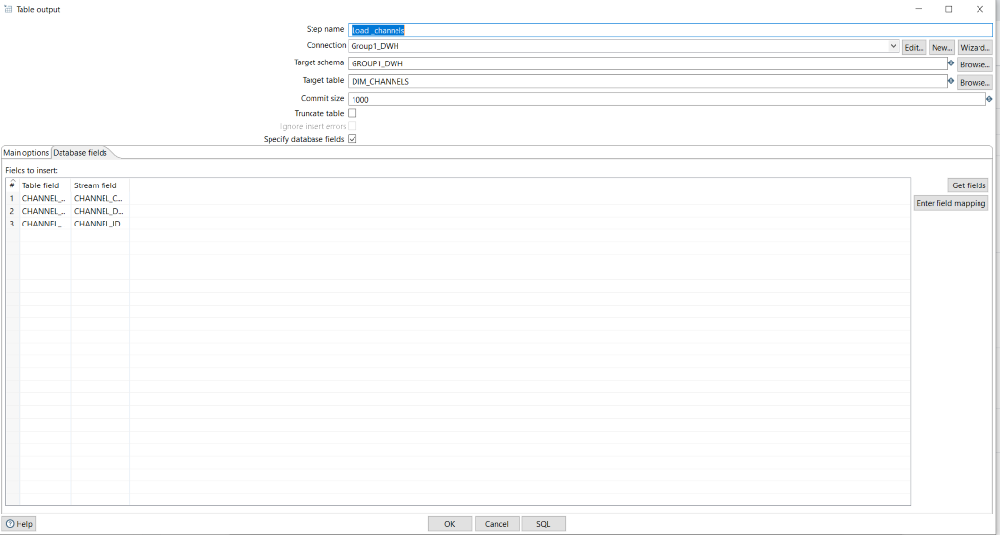 Table output
Step name Load_channels
Connection Group1_DWH Edit... New... Wizard...
Target schema GROUP1_DWH Browse...
Target table DIM_CHANNELS Browse...
Commit size 1000
Truncate table
Ignore insert errors
Specify database fields
Main options Database fields
Fields to insert:
# Table field Stream field Get fields
1 CHANNEL_... CHANNEL_C...
Enter field mapping
2 CHANNEL_... CHANNEL_D...
3 CHANNEL_... CHANNEL_ID
Help OK Cancel SQL